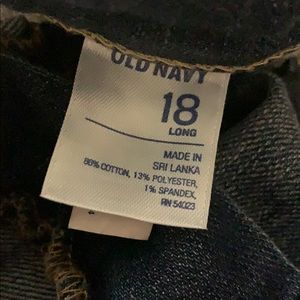 OLD NAVY
18
LONG
MADE IN
SRI LANKA
86% COTTON, 13% POLYESTER,
1% SPANDEX,
RN 54023